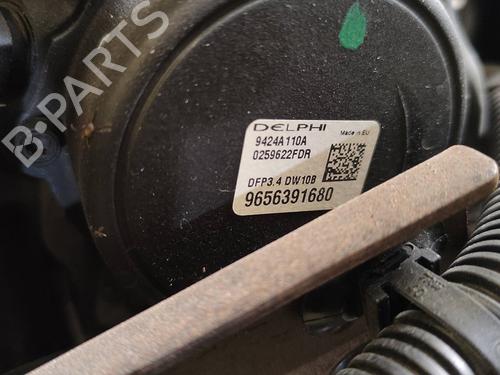 B-PARTS
DELPHI
Made in EU
9424A110A
0259622FDR
DFP3.4 DW10B
9656391680